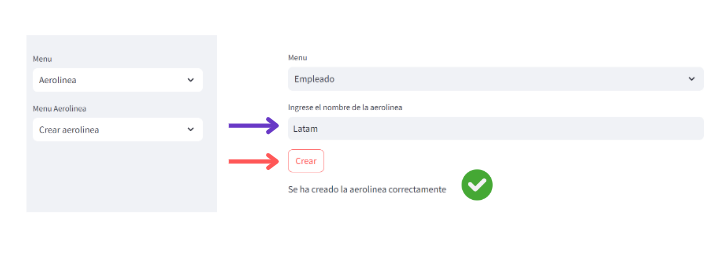 Menu
Aerolinea
Menu Aerolinea
Crear aerolinea
Menu
Empleado
Ingrese el nombre de la aerolinea
Latam
Crear
Se ha creado la aerolinea correctamente